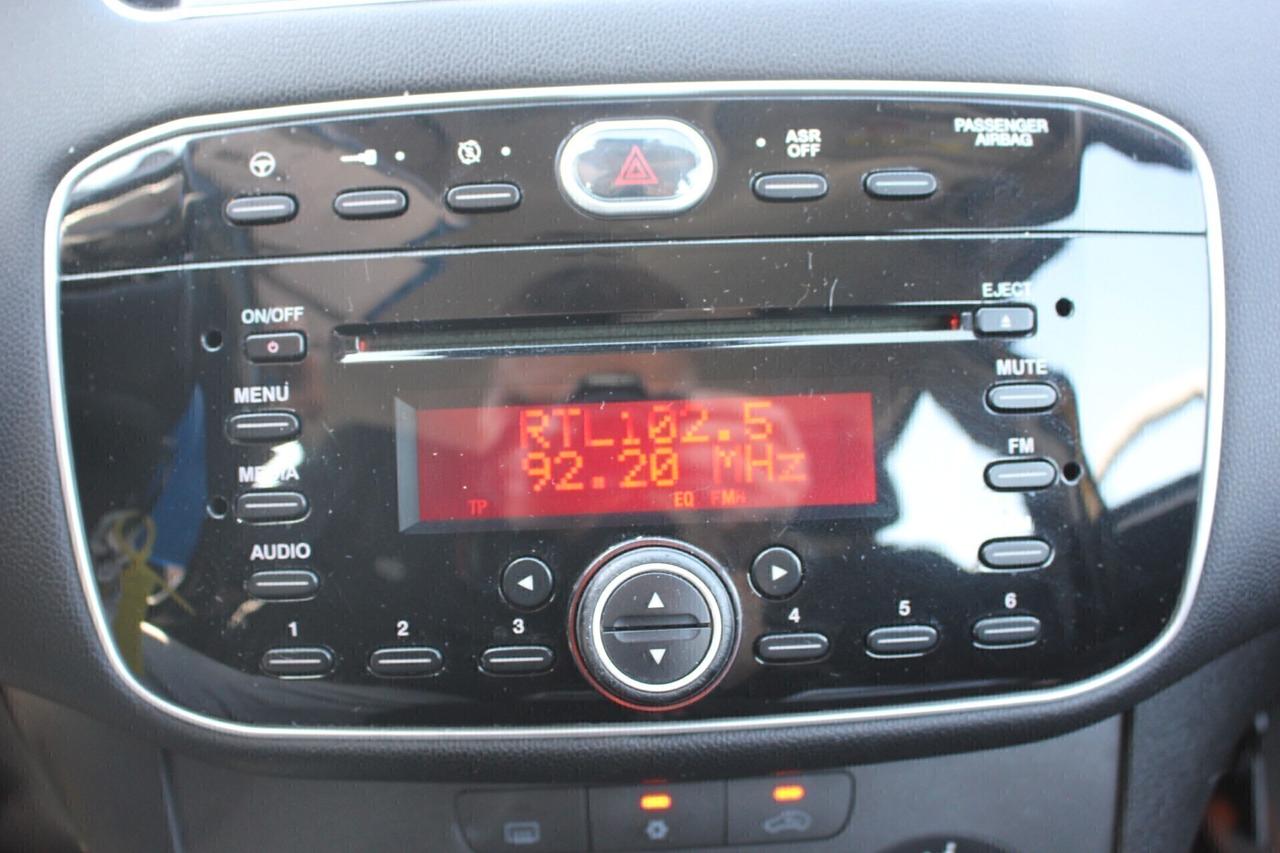 ASR
OFF
PASSENGER
AIRBAG
EJECT
ON/OFF
MUTE
MENU
RTL102.5
92.20 MHz
FM
MEDIA
TP
EQ FM
AUDIO
1
2
3
4
5
6